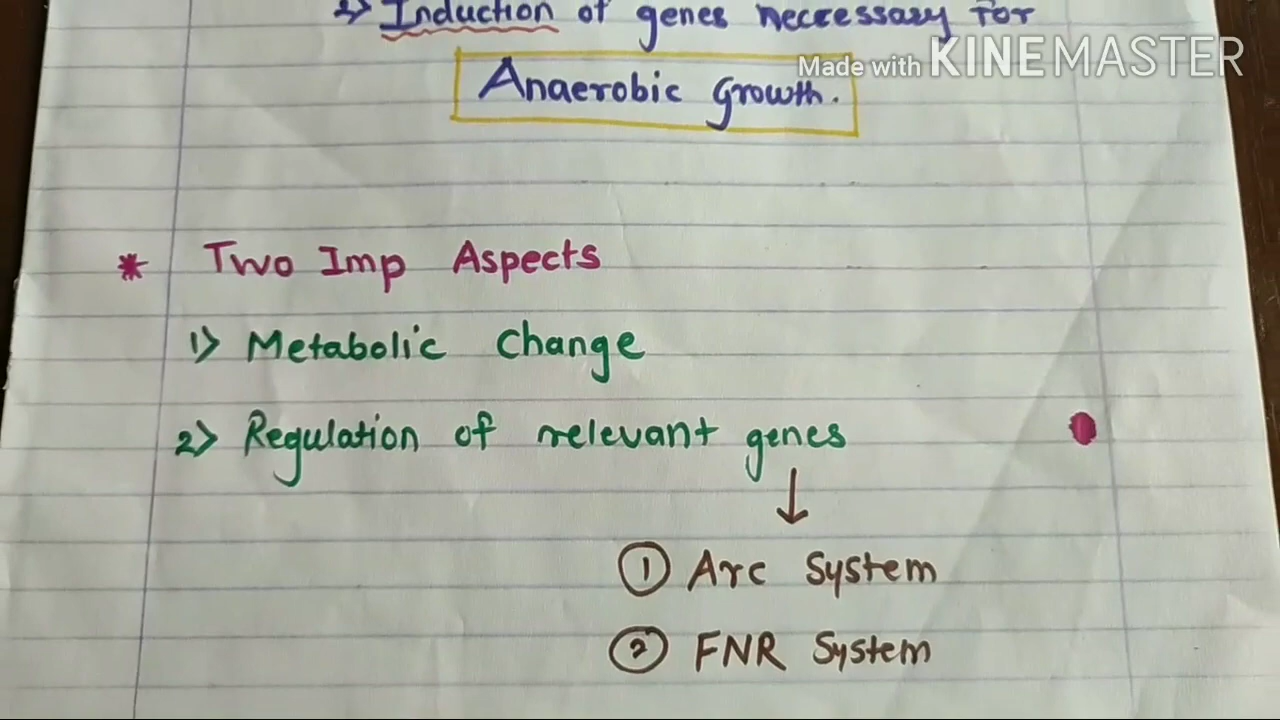 2) Induction of genes neccessary for
Made with KINEMASTER
Anaerobic Growth.
* Two Imp Aspects
1) Metabolic Change
2) Regulation of relevant genes
↓
① Arc System
② FNR System